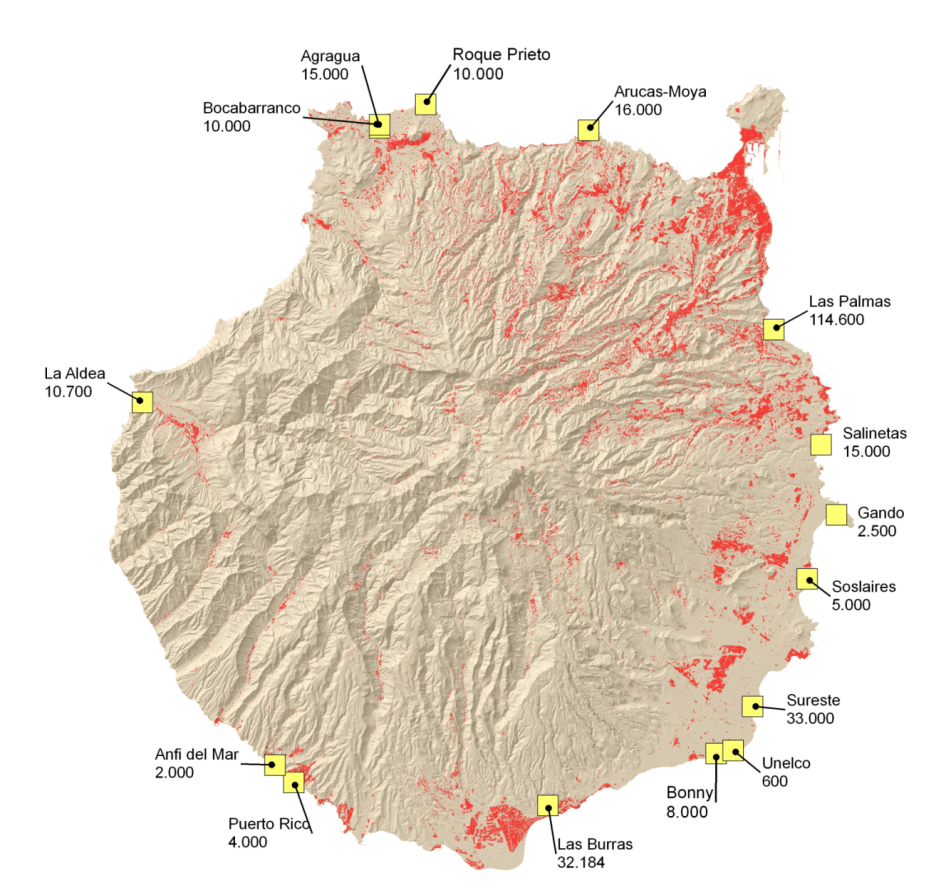 Agragua
15.000
Roque Prieto
10.000
Bocabarranco
10.000
Arucas-Moya
16.000
Las Palmas
114.600
La Aldea
10.700
Salinetas
15.000
Gando
2.500
Soslaires
5.000
Sureste
33.000
Anfi del Mar
2.000
Unelco
600
Bonny
8.000
Puerto Rico
4.000
Las Burras
32.184